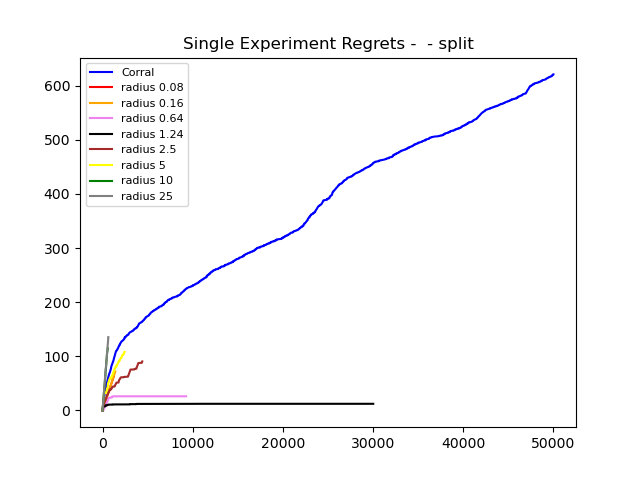 Single Experiment Regrets -  - split
600
500
400
300
200
100
0
Corral
radius 0.08
radius 0.16
radius 0.64
radius 1.24
radius 2.5
radius 5
radius 10
radius 25
0 10000 20000 30000 40000 50000